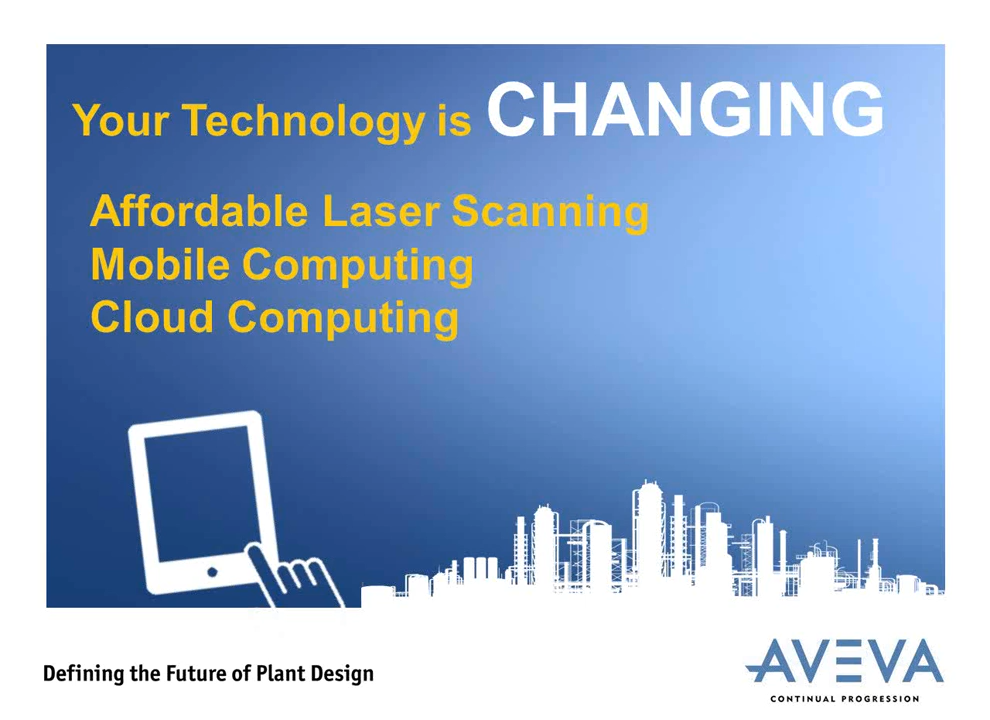 Your Technology is CHANGING
Affordable Laser Scanning
Mobile Computing
Cloud Computing
Defining the Future of Plant Design
AVEVA
CONTINUAL PROGRESSION